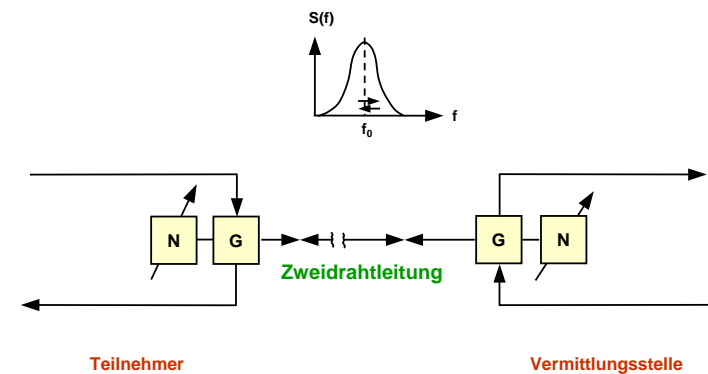 S(f)
f
f0
N G G N
Zweidrahtleitung
Teilnehmer Vermittlungsstelle